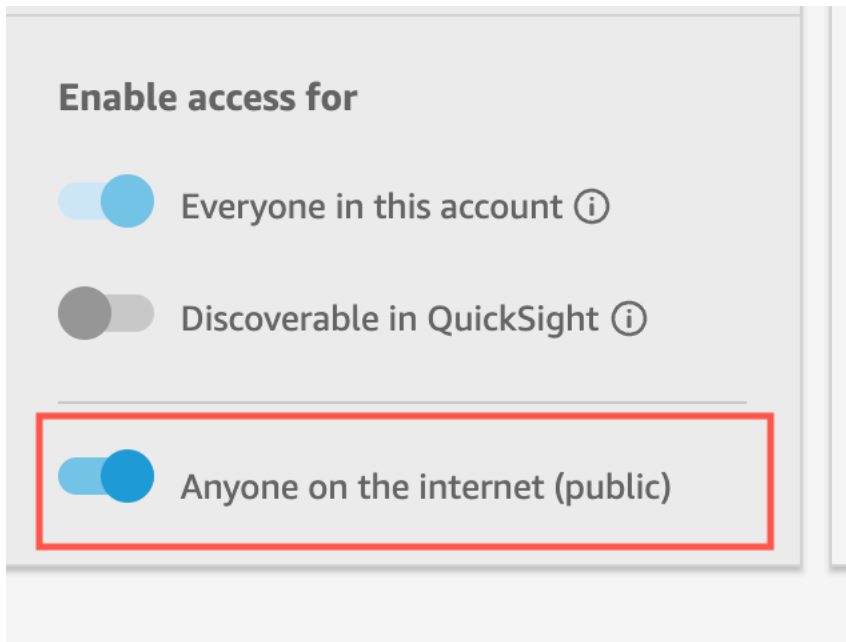 Enable access for
Everyone in this account
Discoverable in QuickSight
Anyone on the internet (public)